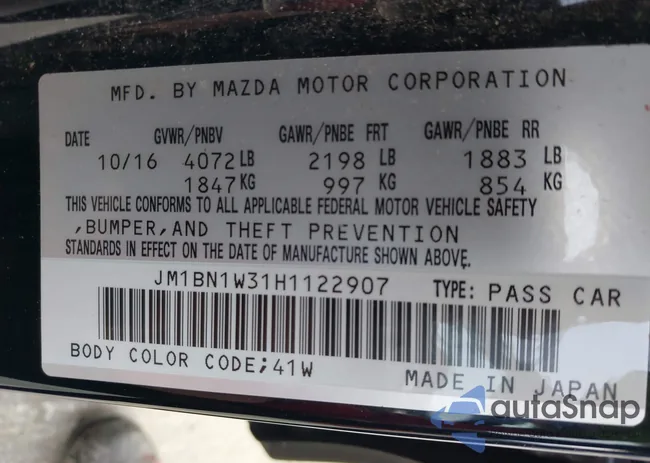 MFD. BY MAZDA MOTOR CORPORATION
DATE GVWR/PNBV GAWR/PNBE FRT GAWR/PNBE RR
10/16 4072 LB 2198 LB 1883 LB
1847 KG 997 KG 854 KG
THIS VEHICLE CONFORMS TO ALL APPLICABLE FEDERAL MOTOR VEHICLE SAFETY
,BUMPER,AND THEFT PREVENTION
STANDARDS IN EFFECT ON THE DATE OF MANUFACTURE SHOWN ABOVE.
JM1BN1W31H1122907 TYPE: PASS CAR
BODY COLOR CODE;41W
MADE IN JAPAN
autoSnap